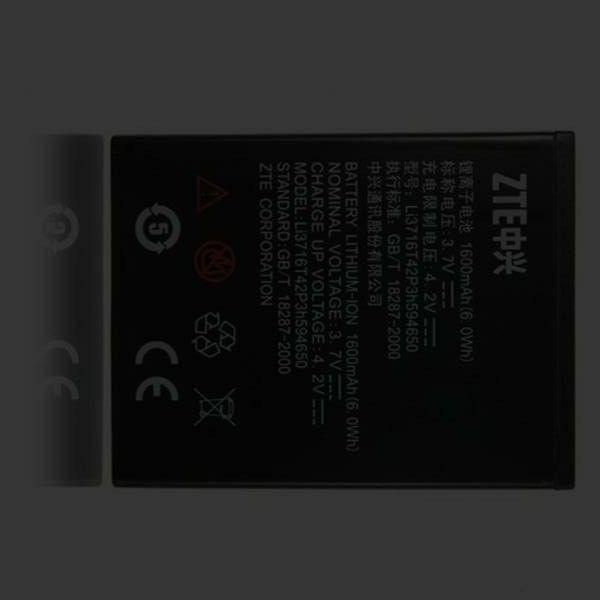 ZTE中兴
锂离子电池 1600mAh(6.0Wh)
标称电压:3.7V
充电限制电压:4.2V
型号:Li3716T42P3h594650
执行标准: GB/T 18287-2000
中兴通讯股份有限公司
BATTERY LITHIUM-ION 1600mAh(6.0Wh)
NOMINAL VOLTAGE:3.7V
CHARGE UP VOLTAGE:4.2V
MODEL:Li3716T42P3h594650
STANDARD:GB/T 18287-2000
ZTE CORPORATION
5
CE
CE